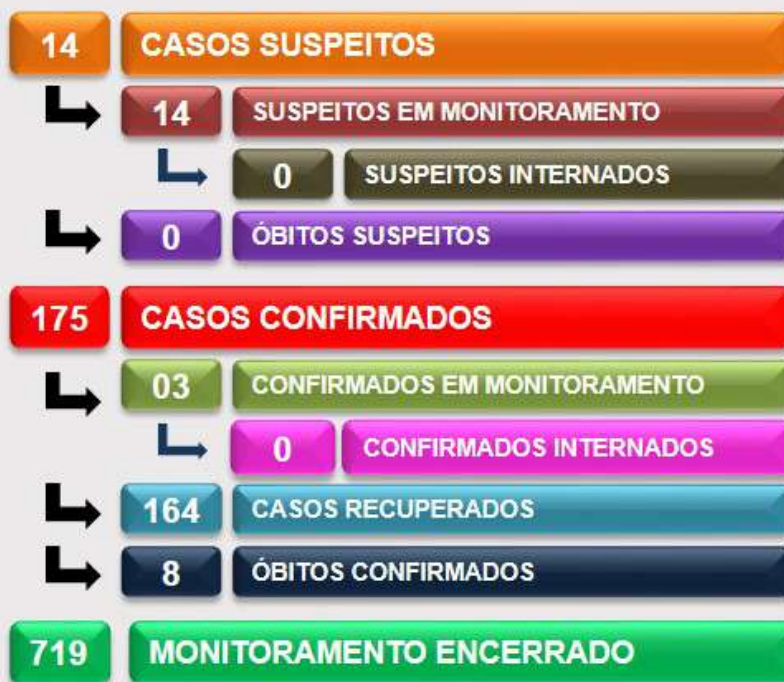 14 CASOS SUSPEITOS
14 SUSPEITOS EM MONITORAMENTO
0 SUSPEITOS INTERNADOS
0 ÓBITOS SUSPEITOS
175 CASOS CONFIRMADOS
03 CONFIRMADOS EM MONITORAMENTO
0 CONFIRMADOS INTERNADOS
164 CASOS RECUPERADOS
8 ÓBITOS CONFIRMADOS
719 MONITORAMENTO ENCERRADO